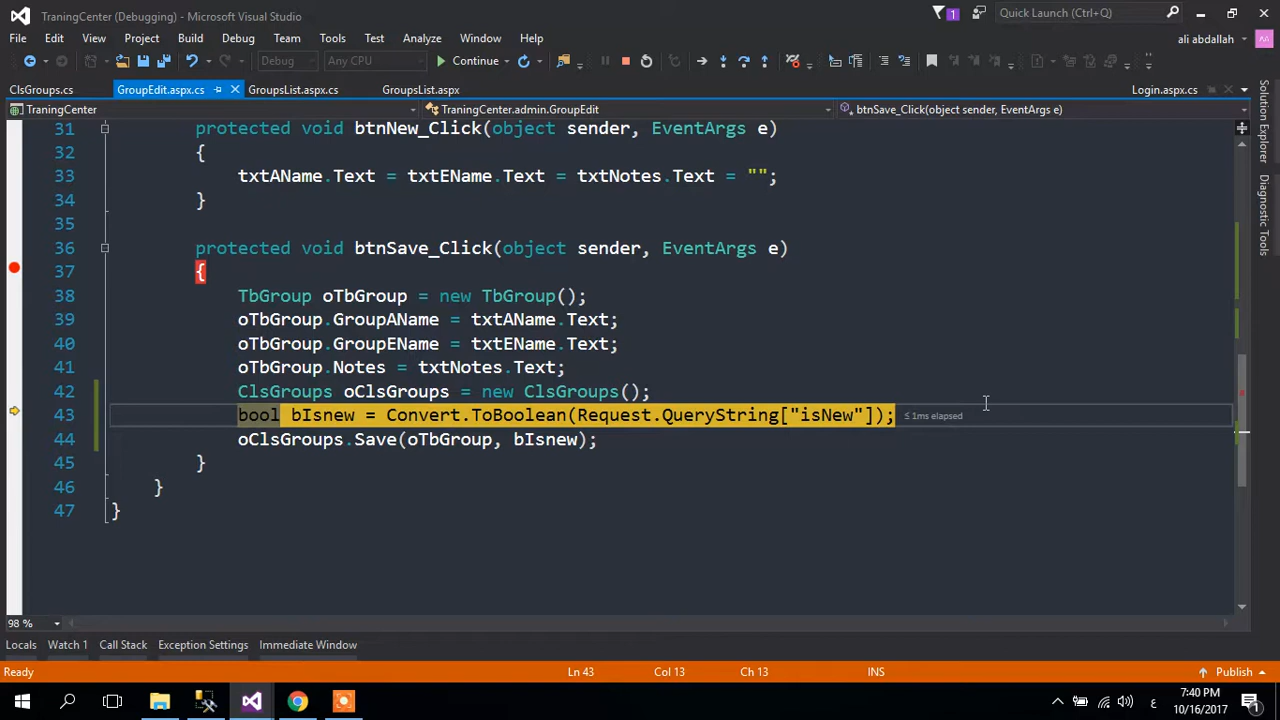 TraningCenter (Debugging) - Microsoft Visual Studio
1
Quick Launch (Ctrl+Q)
File Edit View Project Build Debug Team Tools Test Analyze Window Help
ali abdallah
MA
Debug Any CPU Continue
ClsGroups.cs GroupEdit.aspx.cs GroupsList.aspx.cs GroupsList.aspx Login.aspx.cs
TraningCenter TraningCenter.admin.GroupEdit btnSave_Click(object sender, EventArgs e)
31 protected void btnNew_Click(object sender, EventArgs e)
32 {
33 txtAName.Text = txtEName.Text = txtNotes.Text = "";
34 }
35
36 protected void btnSave_Click(object sender, EventArgs e)
37 {
38 TbGroup oTbGroup = new TbGroup();
39 oTbGroup.GroupAName = txtAName.Text;
40 oTbGroup.GroupEName = txtEName.Text;
41 oTbGroup.Notes = txtNotes.Text;
42 ClsGroups oClsGroups = new ClsGroups();
43 bool bIsnew = Convert.ToBoolean(Request.QueryString["isNew"]); ≤ 1ms elapsed
44 oClsGroups.Save(oTbGroup, bIsnew);
45 }
46 }
47 }
Solution Explorer
Diagnostic Tools
98 %
Locals Watch 1 Call Stack Exception Settings Immediate Window
Ready Ln 43 Col 13 Ch 13 INS Publish
ع
7:40 PM
10/16/2017
1